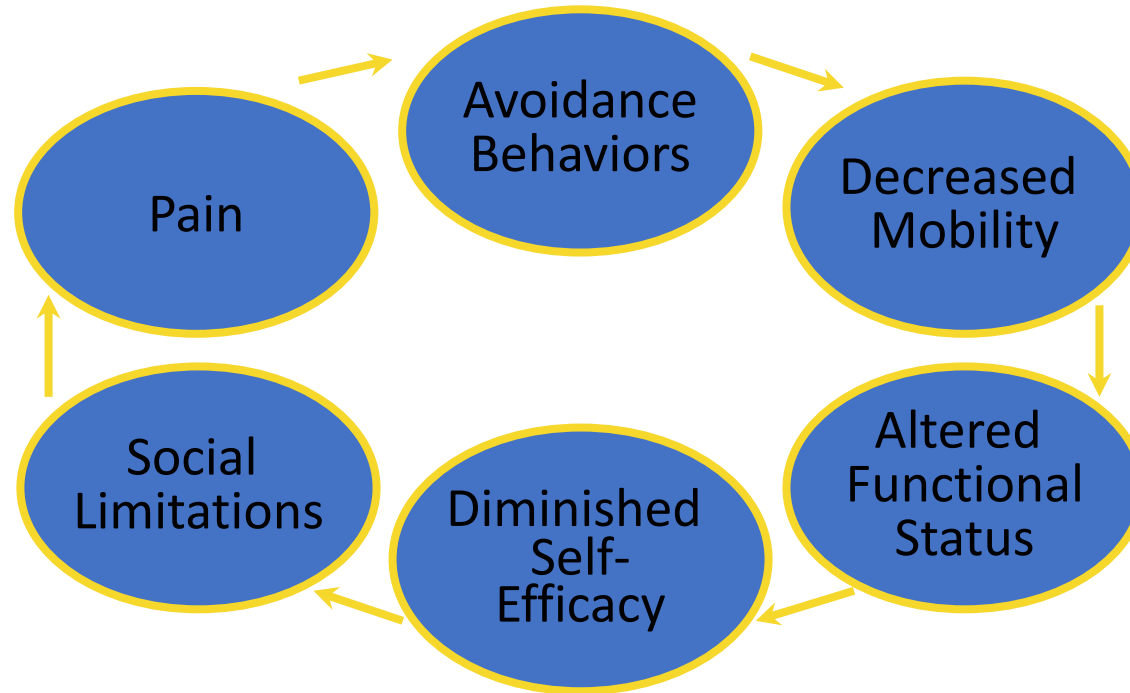 Avoidance
Behaviors
Decreased
Mobility
Pain
Altered
Functional
Status
Social
Limitations
Diminished
Self-
Efficacy